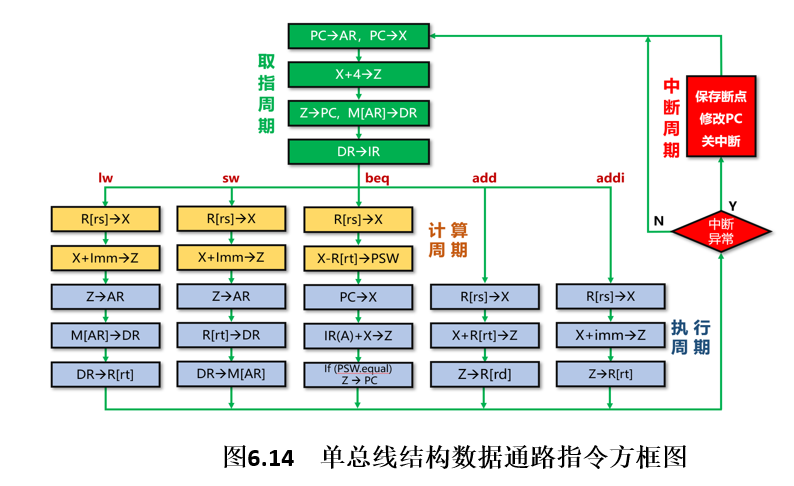 PC→AR, PC→X
取指周期
X+4→Z
Z→PC, M[AR]→DR
DR→IR
中断周期
保存断点
修改PC
关中断
lw
sw
beq
add
addi
N
Y
中断
异常
R[rs]→X
R[rs]→X
R[rs]→X
计算
周期
X+Imm→Z
X+Imm→Z
X-R[rt]→PSW
Z→AR
Z→AR
PC→X
R[rs]→X
R[rs]→X
M[AR]→DR
R[rt]→DR
IR(A)+X→Z
X+R[rt]→Z
X+imm→Z
执行
周期
DR→R[rt]
DR→M[AR]
If (PSW.equal)
Z → PC
Z→R[rd]
Z→R[rt]
图6.14 单总线结构数据通路指令方框图